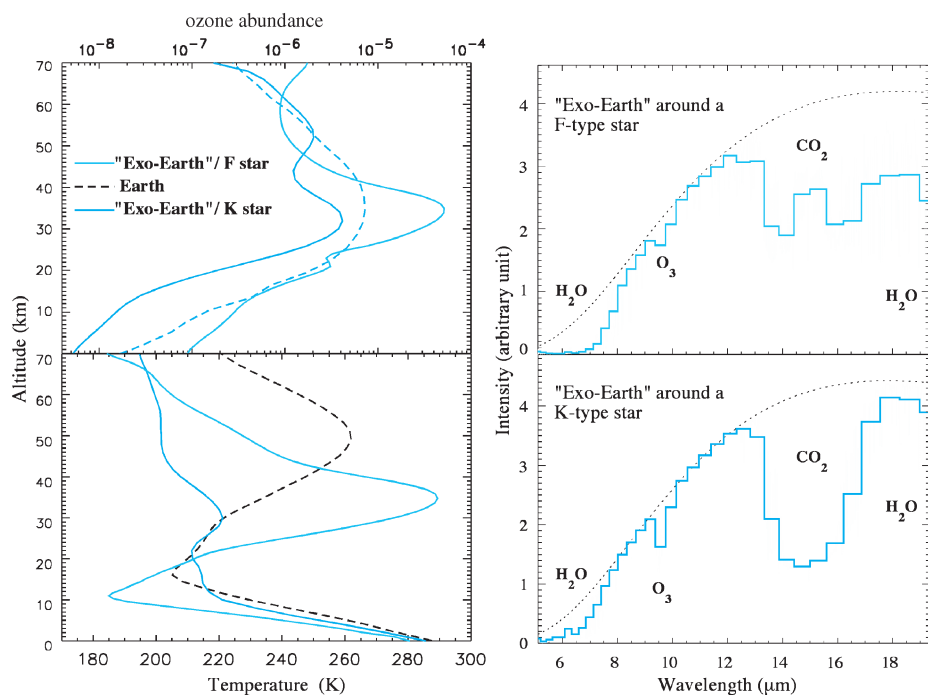 ozone abundance
10⁻⁸ 10⁻⁷ 10⁻⁶ 10⁻⁵ 10⁻⁴
70
60
50
40
30
20
10
"Exo-Earth"/ F star
Earth
"Exo-Earth"/ K star
Altitude (km)
70
60
50
40
30
20
10
0
180 200 220 240 260 280 300
Temperature (K)
4
3
2
1
0
"Exo-Earth" around a
F-type star
CO₂
O₃
H₂O
H₂O
Intensity (arbitrary unit)
4
3
2
1
0
"Exo-Earth" around a
K-type star
CO₂
H₂O
H₂O
O₃
6 8 10 12 14 16 18
Wavelength (μm)